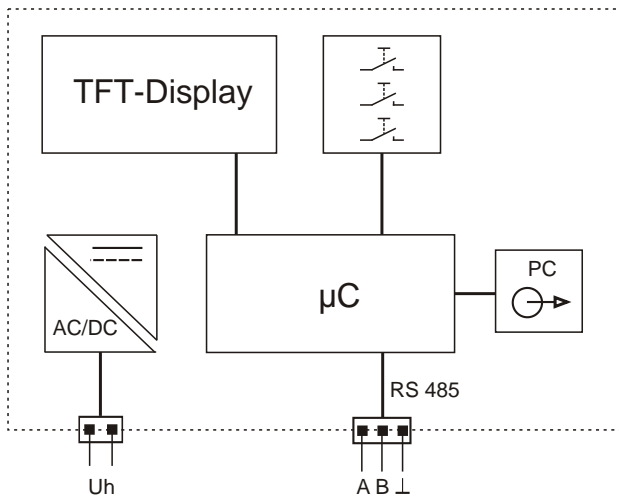 TFT-Display
PC
µC
AC/DC
RS 485
Uh
A B ⊥